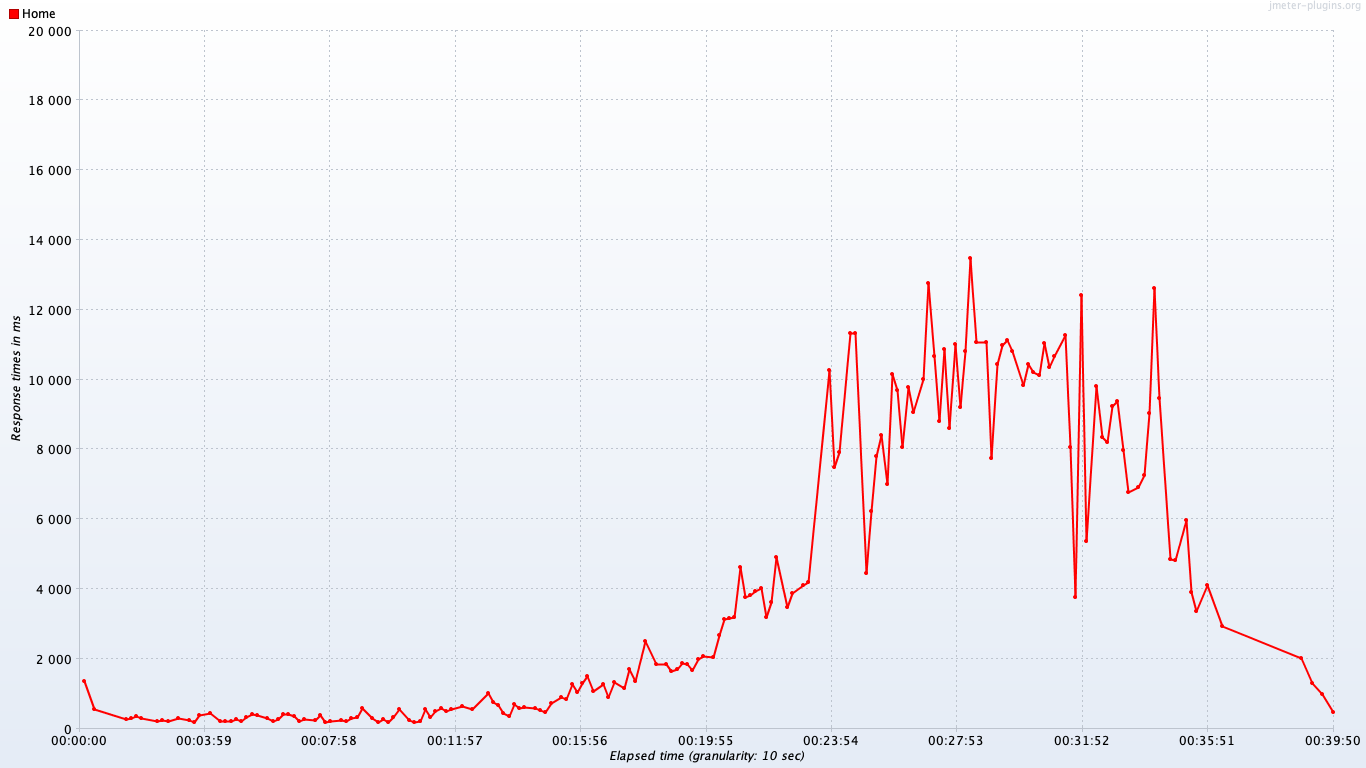 Home
jmeter-plugins.org
20 000
18 000
16 000
14 000
12 000
10 000
8 000
6 000
4 000
2 000
0
Response times in ms
00:00:00 00:03:59 00:07:58 00:11:57 00:15:56 00:19:55 00:23:54 00:27:53 00:31:52 00:35:51 00:39:50
Elapsed time (granularity: 10 sec)